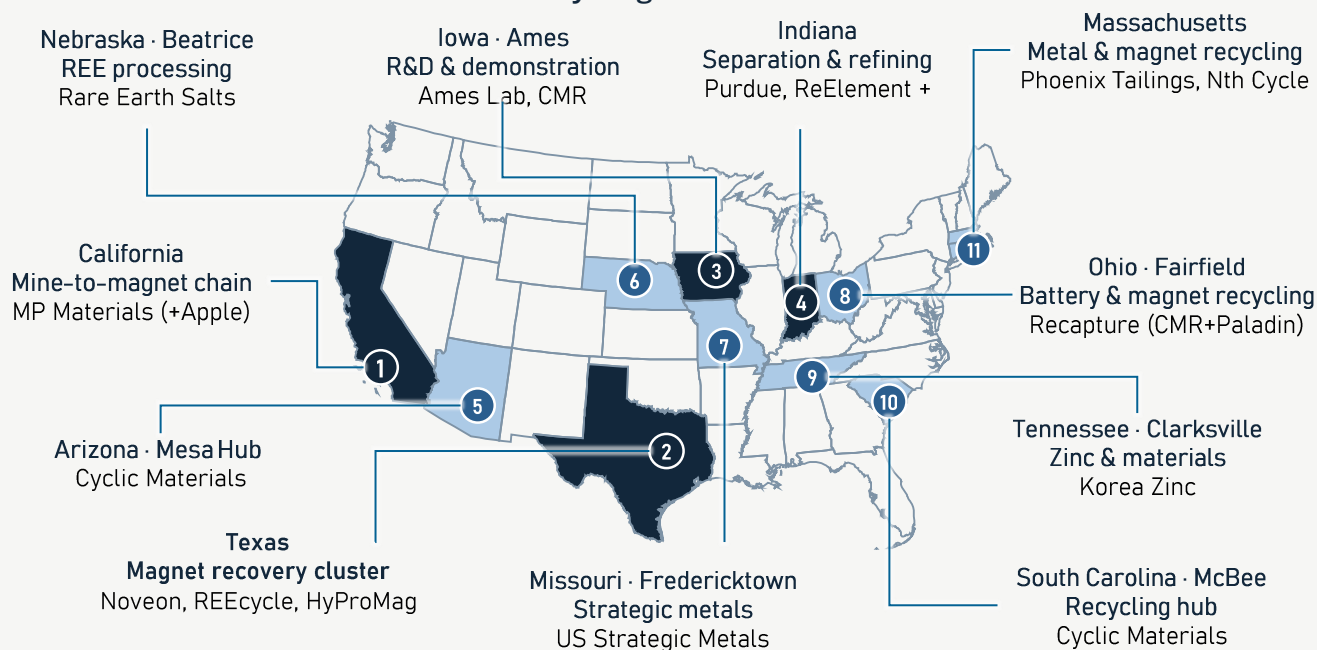 Nebraska · Beatrice
REE processing
Rare Earth Salts
Iowa · Ames
R&D & demonstration
Ames Lab, CMR
Indiana
Separation & refining
Purdue, ReElement +
Massachusetts
Metal & magnet recycling
Phoenix Tailings, Nth Cycle
California
Mine-to-magnet chain
MP Materials (+Apple)
Ohio · Fairfield
Battery & magnet recycling
Recapture (CMR+Paladin)
11
3
6
4
8
7
1
9
5
10
2
Arizona · Mesa Hub
Cyclic Materials
Tennessee · Clarksville
Zinc & materials
Korea Zinc
Texas
Magnet recovery cluster
Noveon, REEcycle, HyProMag
Missouri · Fredericktown
Strategic metals
US Strategic Metals
South Carolina · McBee
Recycling hub
Cyclic Materials